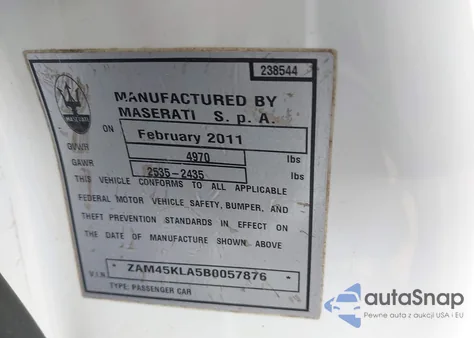 238544
MASERATI
MANUFACTURED BY
MASERATI S. p. A.
ON February 2011
GVWR 4970 lbs
GAWR 2535-2435 lbs
THIS VEHICLE CONFORMS TO ALL APPLICABLE
FEDERAL MOTOR VEHICLE SAFETY, BUMPER, AND
THEFT PREVENTION STANDARDS IN EFFECT ON
THE DATE OF MANUFACTURE SHOWN ABOVE
V.I.N. ZAM45KLA5B0057876
TYPE: PASSENGER CAR
autoSnap
Pewne auta z aukcji USA i EU